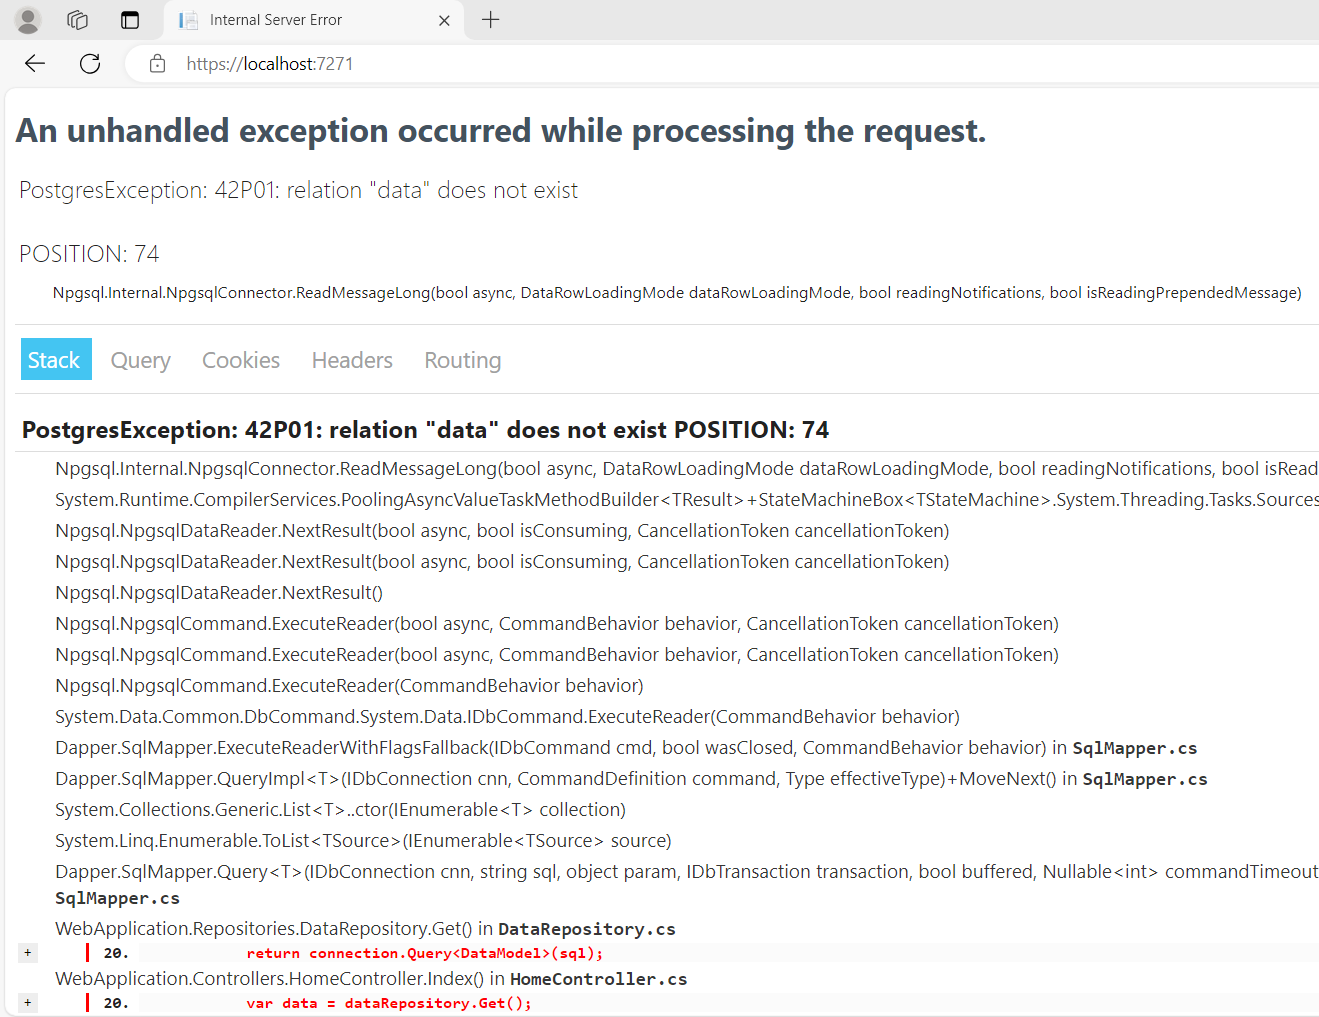 Internal Server Error
https://localhost:7271
An unhandled exception occurred while processing the request.
PostgresException: 42P01: relation "data" does not exist
POSITION: 74
Npgsql.Internal.NpgsqlConnector.ReadMessageLong(bool async, DataRowLoadingMode dataRowLoadingMode, bool readingNotifications, bool isReadingPrependedMessage)
Stack Query Cookies Headers Routing
PostgresException: 42P01: relation "data" does not exist POSITION: 74
Npgsql.Internal.NpgsqlConnector.ReadMessageLong(bool async, DataRowLoadingMode dataRowLoadingMode, bool readingNotifications, bool isRead
System.Runtime.CompilerServices.PoolingAsyncValueTaskMethodBuilder<TResult>+StateMachineBox<TStateMachine>.System.Threading.Tasks.Sources
Npgsql.NpgsqlDataReader.NextResult(bool async, bool isConsuming, CancellationToken cancellationToken)
Npgsql.NpgsqlDataReader.NextResult(bool async, bool isConsuming, CancellationToken cancellationToken)
Npgsql.NpgsqlDataReader.NextResult()
Npgsql.NpgsqlCommand.ExecuteReader(bool async, CommandBehavior behavior, CancellationToken cancellationToken)
Npgsql.NpgsqlCommand.ExecuteReader(bool async, CommandBehavior behavior, CancellationToken cancellationToken)
Npgsql.NpgsqlCommand.ExecuteReader(CommandBehavior behavior)
System.Data.Common.DbCommand.System.Data.IDbCommand.ExecuteReader(CommandBehavior behavior)
Dapper.SqlMapper.ExecuteReaderWithFlagsFallback(IDbCommand cmd, bool wasClosed, CommandBehavior behavior) in SqlMapper.cs
Dapper.SqlMapper.QueryImpl<T>(IDbConnection cnn, CommandDefinition command, Type effectiveType)+MoveNext() in SqlMapper.cs
System.Collections.Generic.List<T>..ctor(IEnumerable<T> collection)
System.Linq.Enumerable.ToList<TSource>(IEnumerable<TSource> source)
Dapper.SqlMapper.Query<T>(IDbConnection cnn, string sql, object param, IDbTransaction transaction, bool buffered, Nullable<int> commandTimeout
SqlMapper.cs
WebApplication.Repositories.DataRepository.Get() in DataRepository.cs
+ 20. return connection.Query<DataModel>(sql);
WebApplication.Controllers.HomeController.Index() in HomeController.cs
+ 20. var data = dataRepository.Get();